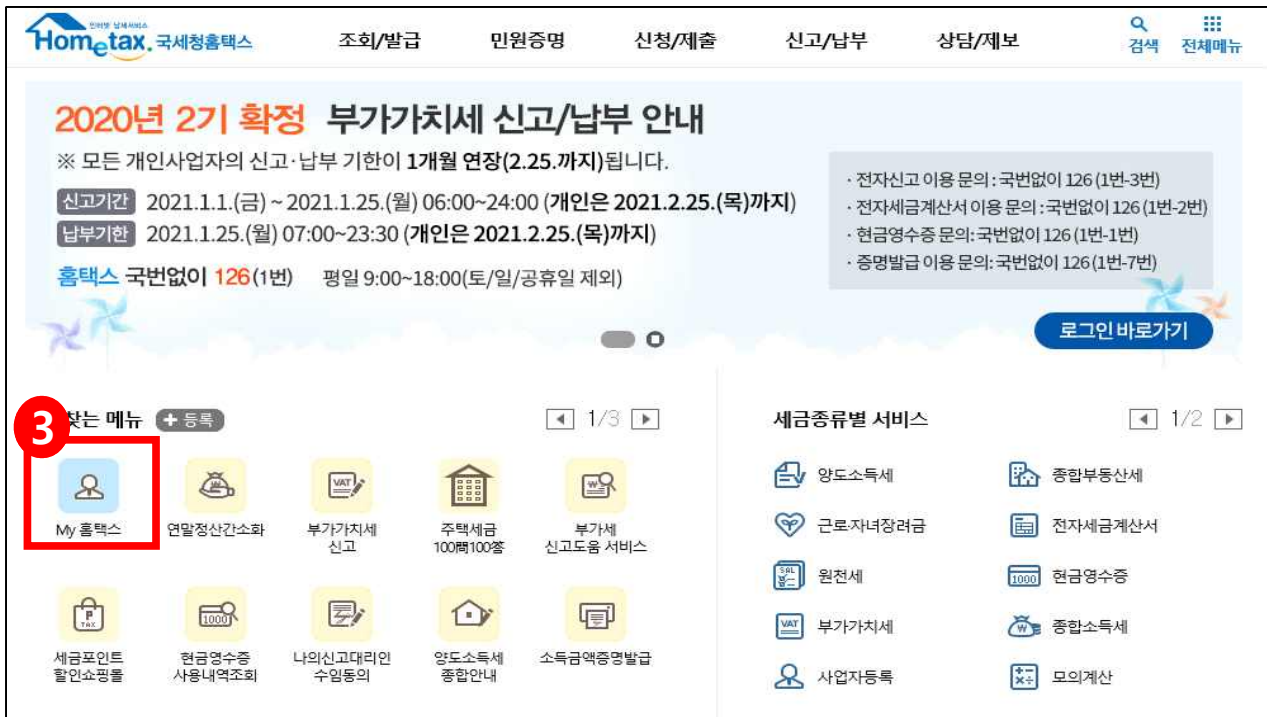 인터넷 납세서비스
Hometax. 국세청홈택스
조회/발급 민원증명 신청/제출 신고/납부 상담/제보 검색 전체메뉴
2020년 2기 확정 부가가치세 신고/납부 안내
※ 모든 개인사업자의 신고·납부 기한이 1개월 연장(2.25.까지)됩니다.
신고기간 2021.1.1.(금) ~ 2021.1.25.(월) 06:00~24:00 (개인은 2021.2.25.(목)까지)
납부기한 2021.1.25.(월) 07:00~23:30 (개인은 2021.2.25.(목)까지)
홈택스 국번없이 126(1번) 평일 9:00~18:00(토/일/공휴일 제외)
· 전자신고 이용 문의 : 국번없이 126 (1번-3번)
· 전자세금계산서 이용 문의 : 국번없이 126 (1번-2번)
· 현금영수증 문의: 국번없이 126 (1번-1번)
· 증명발급 이용 문의: 국번없이 126 (1번-7번)
로그인 바로가기
3
찾는 메뉴 + 등록 1/3
My 홈택스
연말정산간소화
부가가치세
신고
주택세금
100問100答
부가세
신고도움 서비스
세금포인트
할인쇼핑몰
현금영수증
사용내역조회
나의신고대리인
수임동의
양도소득세
종합안내
소득금액증명발급
세금종류별 서비스 1/2
양도소득세 종합부동산세
근로·자녀장려금 전자세금계산서
원천세 현금영수증
부가가치세 종합소득세
사업자등록 모의계산